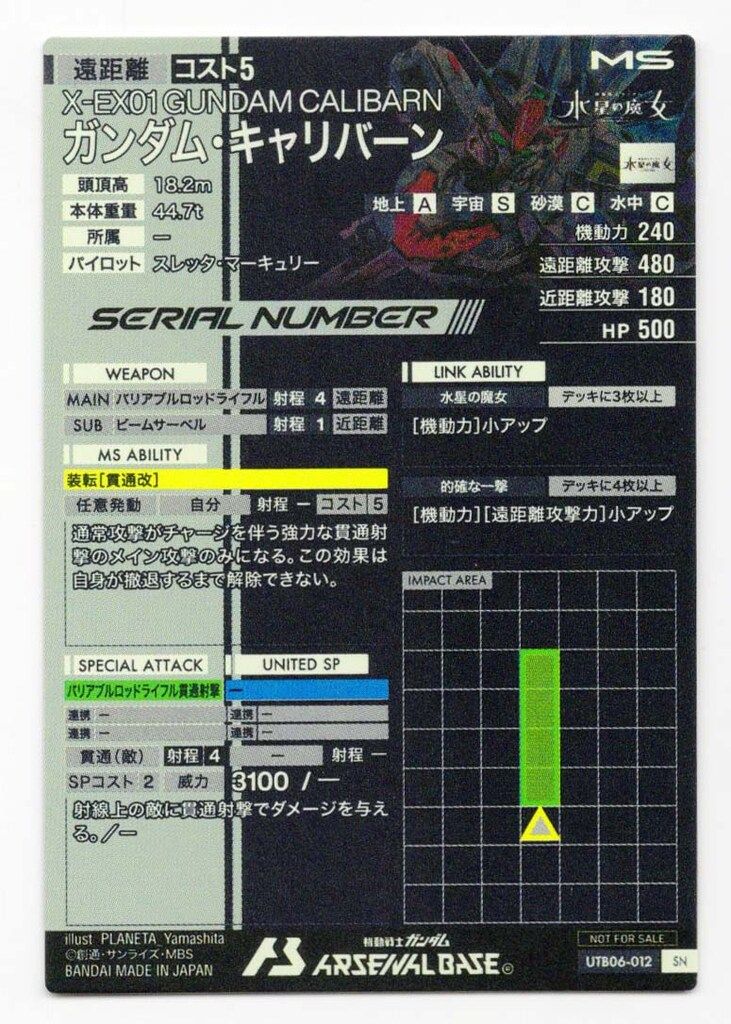 遠距離 コスト5
MS
X-EX01 GUNDAM CALIBARN
ガンダム・キャリバーン
水星の魔女
水星の魔女
頭頂高 18.2m
本体重量 44.7t
所属 ー
パイロット スレッタ・マーキュリー
地上 A 宇宙 S 砂漠 C 水中 C
機動力 240
遠距離攻撃 480
近距離攻撃 180
HP 500
SERIAL NUMBER
WEAPON
MAIN バリアブルロッドライフル 射程 4 遠距離
SUB ビームサーベル 射程 1 近距離
MS ABILITY
装転[貫通改]
任意発動 自分 射程 ー コスト 5
通常攻撃がチャージを伴う強力な貫通射
撃のメイン攻撃のみになる。この効果は
自身が撤退するまで解除できない。
LINK ABILITY
水星の魔女 デッキに3枚以上
[機動力]小アップ
的確な一撃 デッキに4枚以上
[機動力][遠距離攻撃力]小アップ
IMPACT AREA
SPECIAL ATTACK UNITED SP
バリアブルロッドライフル貫通射撃 ー
連携 ー 連携 ー
連携 ー 連携 ー
貫通(敵) 射程 4 ー 射程 ー
SPコスト 2 威力 3100 / ー
射線上の敵に貫通射撃でダメージを与え
る。/ー
illust PLANETA Yamashita
©創通・サンライズ・MBS
BANDAI MADE IN JAPAN
機動戦士ガンダム
ARSENAL BASE
NOT FOR SALE
UTB06-012 SN